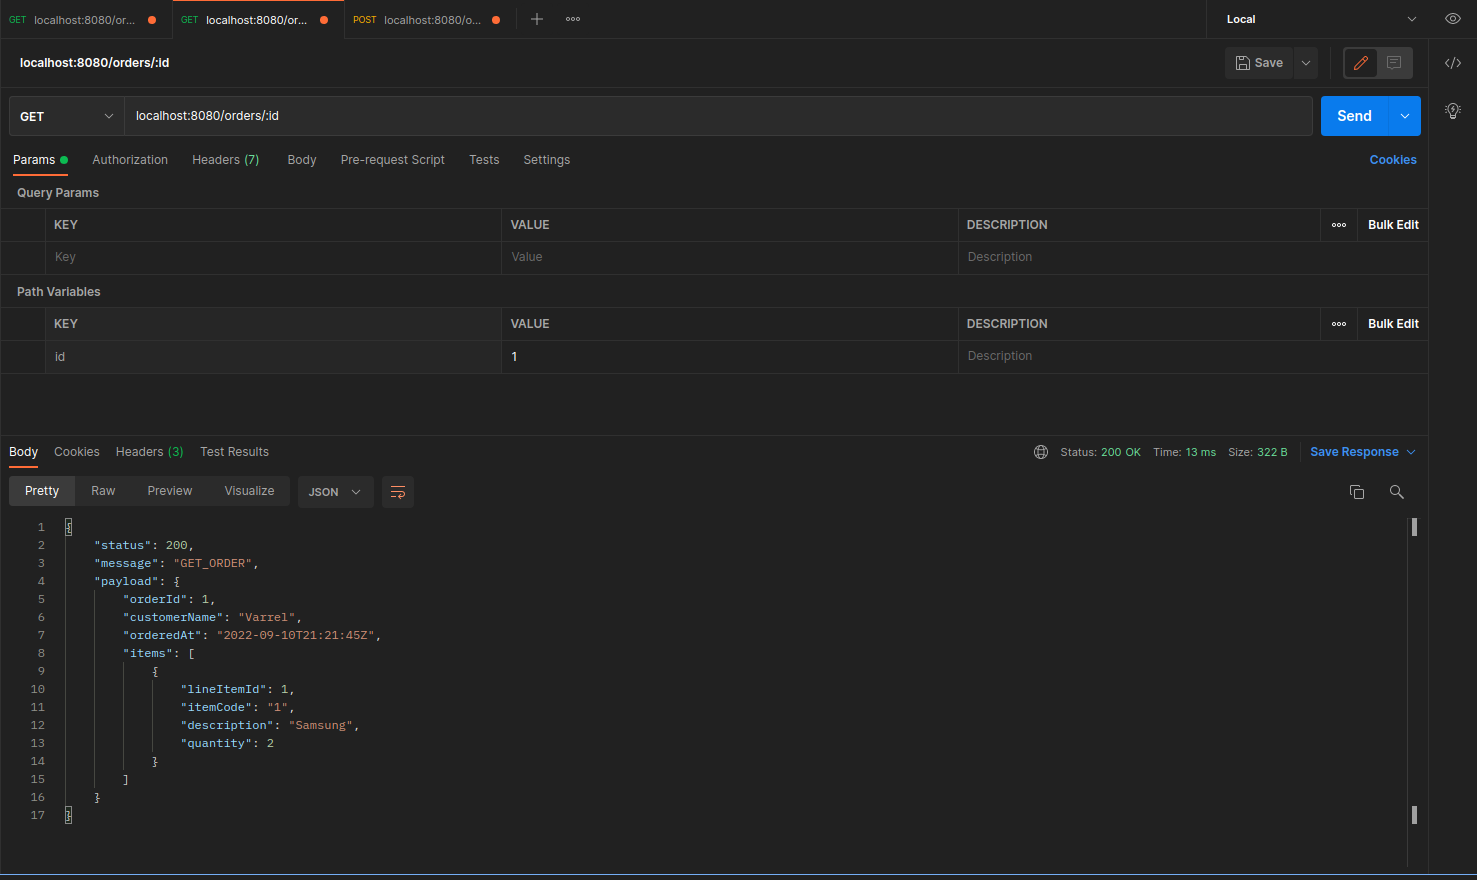 GET localhost:8080/or... GET localhost:8080/or... POST localhost:8080/o... Local
localhost:8080/orders/:id Save
GET localhost:8080/orders/:id Send
Params Authorization Headers (7) Body Pre-request Script Tests Settings Cookies
Query Params
KEY VALUE DESCRIPTION Bulk Edit
Key Value Description
Path Variables
KEY VALUE DESCRIPTION Bulk Edit
id 1 Description
Body Cookies Headers (3) Test Results Status: 200 OK Time: 13 ms Size: 322 B Save Response
Pretty Raw Preview Visualize JSON
1 {
2 "status": 200,
3 "message": "GET_ORDER",
4 "payload": {
5 "orderId": 1,
6 "customerName": "Varrel",
7 "orderedAt": "2022-09-10T21:21:45Z",
8 "items": [
9 {
10 "lineItemId": 1,
11 "itemCode": "1",
12 "description": "Samsung",
13 "quantity": 2
14 }
15 ]
16 }
17 }